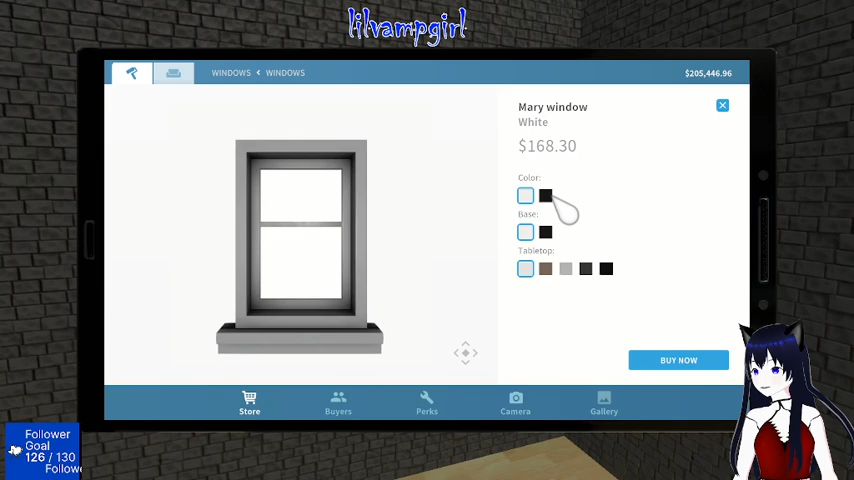 lilvampgirl
WINDOWS < WINDOWS
$205,446.96
Mary window
White
$168.30
Color:
Base:
Tabletop:
BUY NOW
Store
Buyers
Perks
Camera
Gallery
Follower
Goal
126 / 130
Followe